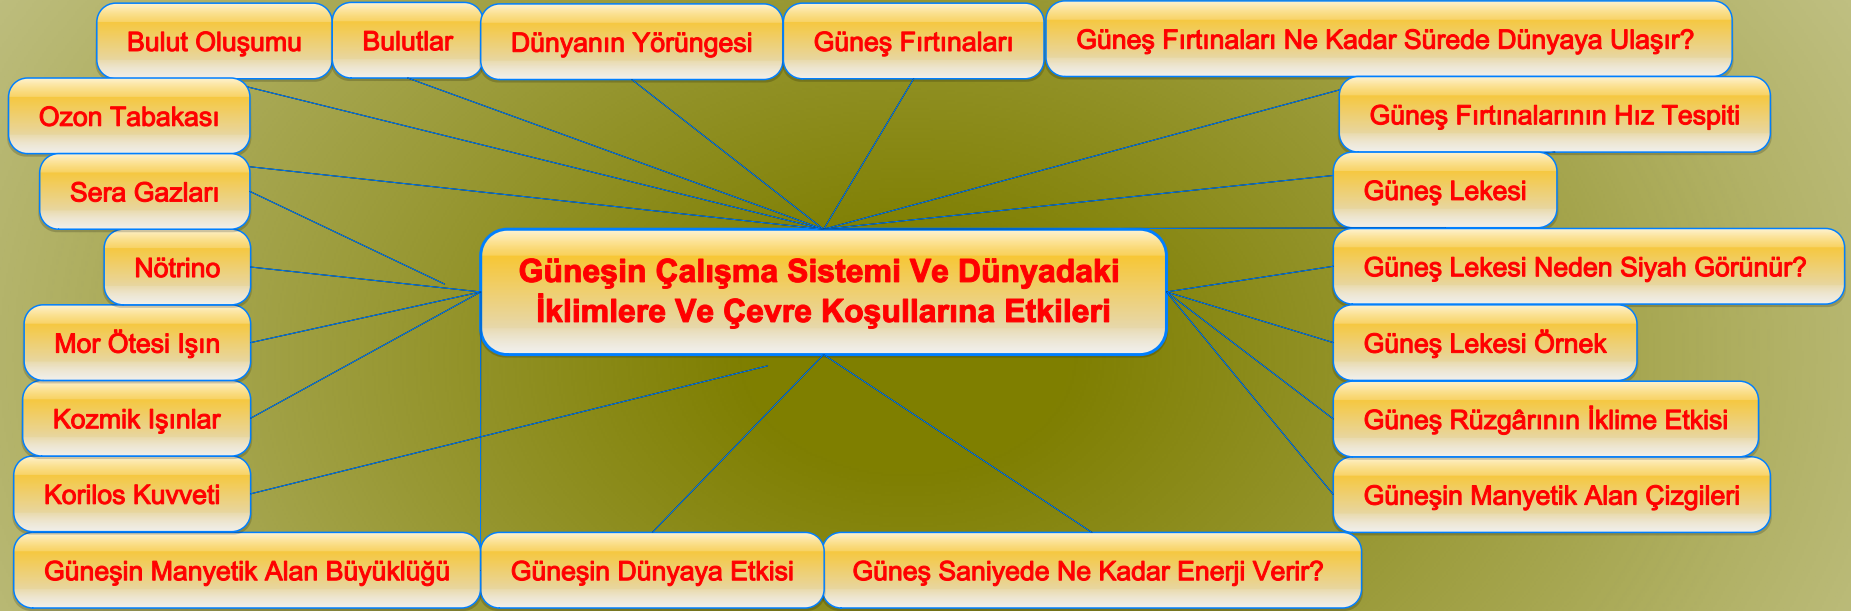 Bulut Oluşumu
Bulutlar
Dünyanın Yörüngesi
Güneş Fırtınaları
Güneş Fırtınaları Ne Kadar Sürede Dünyaya Ulaşır?
Ozon Tabakası
Güneş Fırtınalarının Hız Tespiti
Sera Gazları
Güneş Lekesi
Nötrino
Güneşin Çalışma Sistemi Ve Dünyadaki
İklimlere Ve Çevre Koşullarına Etkileri
Güneş Lekesi Neden Siyah Görünür?
Mor Ötesi Işın
Güneş Lekesi Örnek
Kozmik Işınlar
Güneş Rüzgârının İklime Etkisi
Korilos Kuvveti
Güneşin Manyetik Alan Çizgileri
Güneşin Manyetik Alan Büyüklüğü
Güneşin Dünyaya Etkisi
Güneş Saniyede Ne Kadar Enerji Verir?